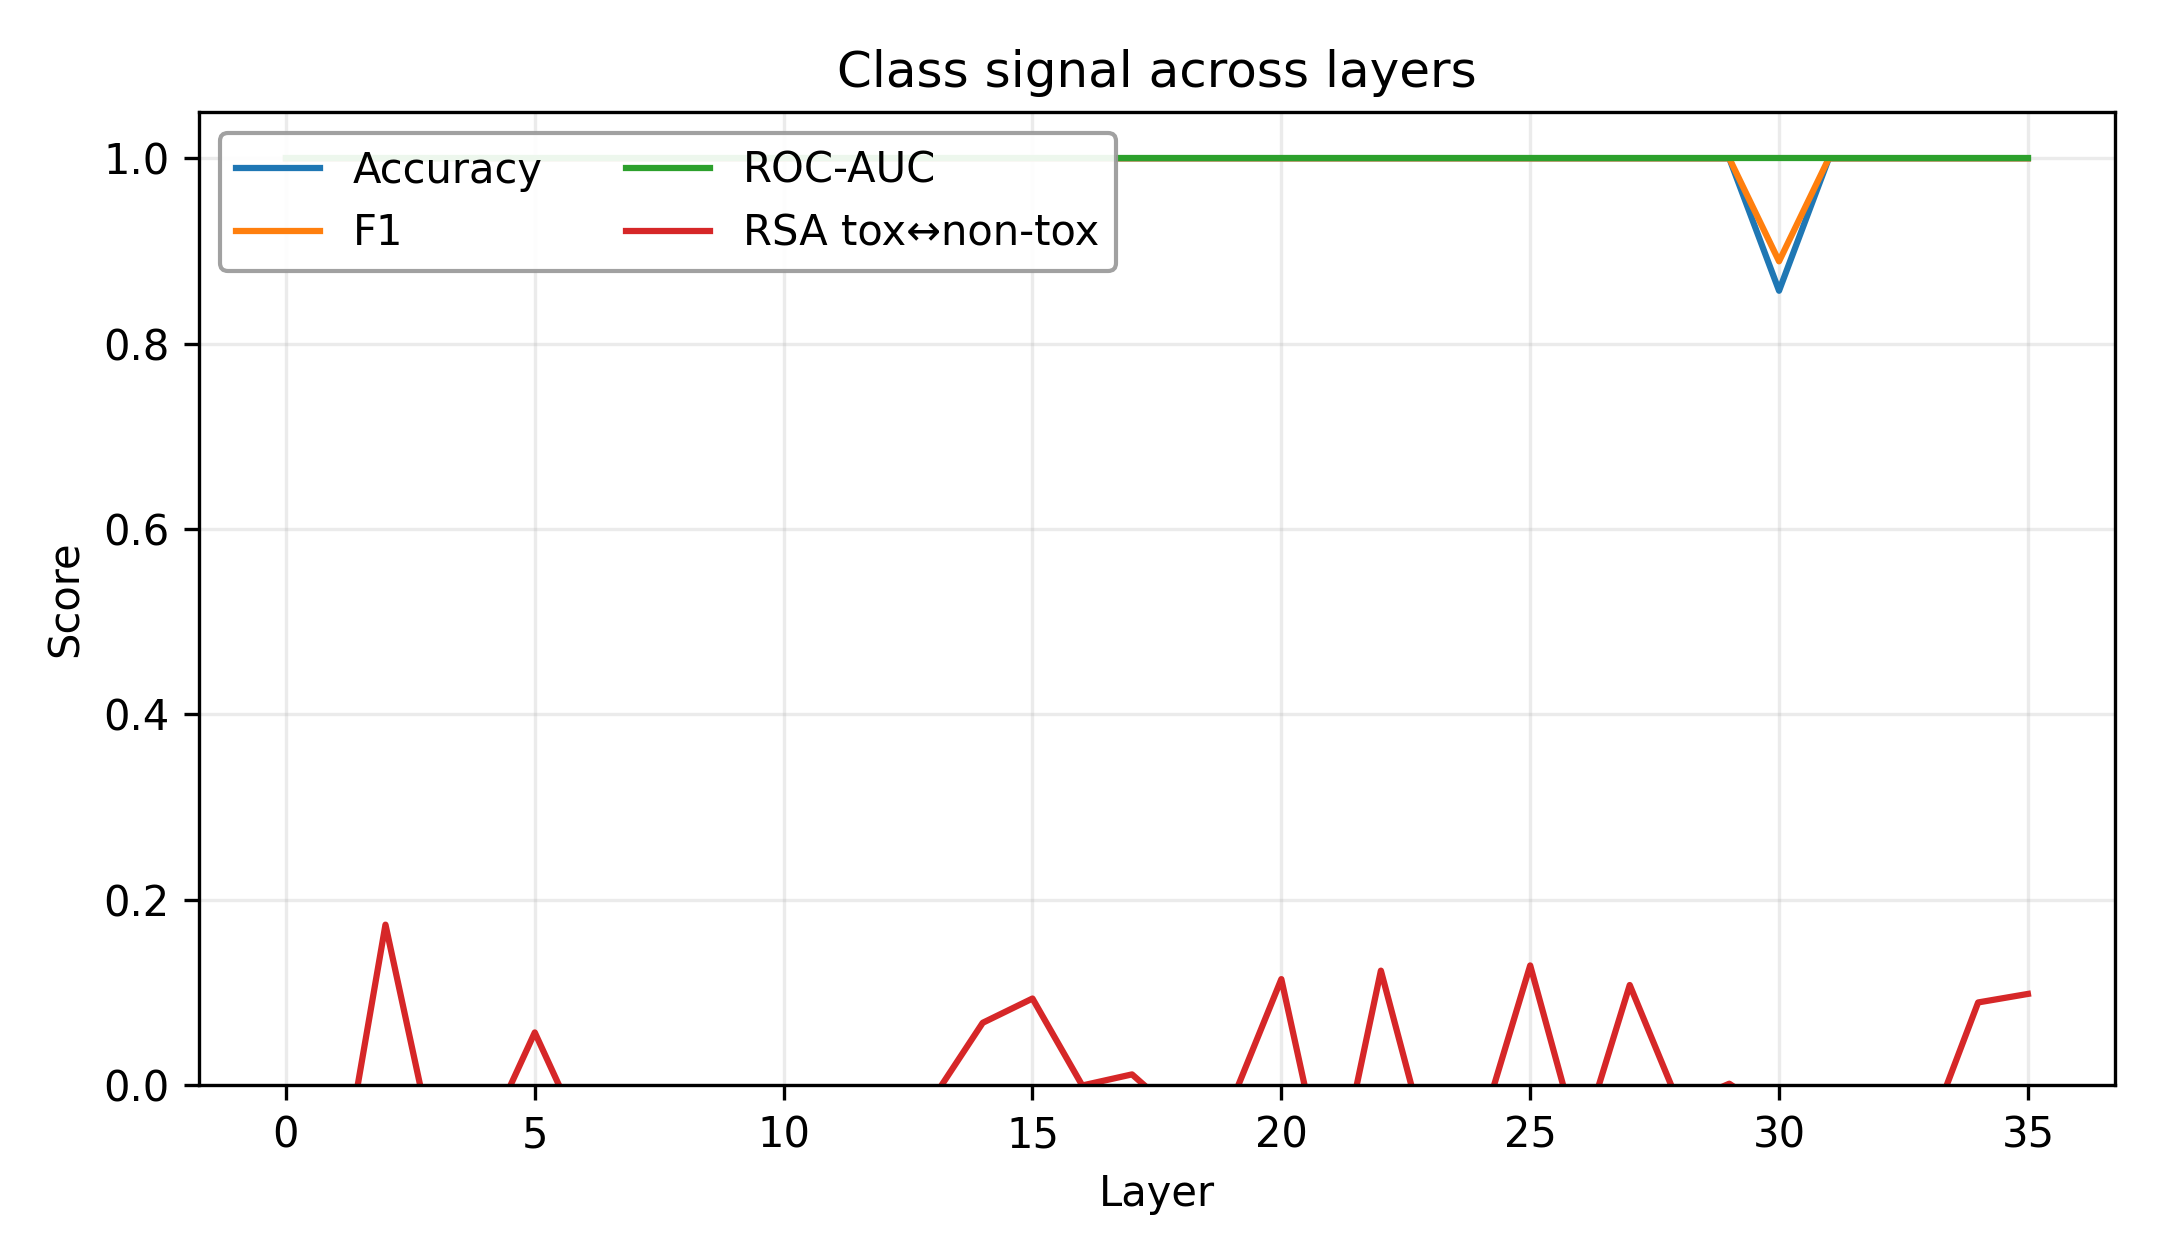 Class signal across layers
Accuracy ROC-AUC
F1 RSA tox↔non-tox
1.0
0.8
0.6
0.4
0.2
0.0
Score
0 5 10 15 20 25 30 35
Layer